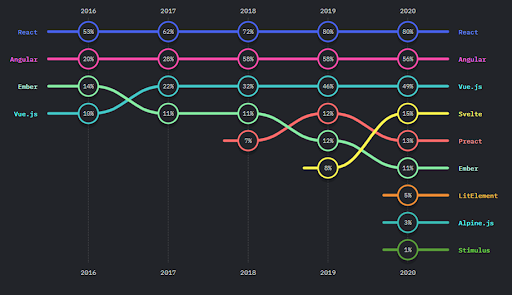 2016 2017 2018 2019 2020
React 53% 62% 72% 80% 80% React
Angular 20% 28% 58% 58% 56% Angular
Ember 14% 22% 32% 46% 49% Vue.js
Vue.js 10% 11% 11% 12% 15% Svelte
7% 12% 13% Preact
8% 11% Ember
5% LitElement
3% Alpine.js
1% Stimulus
2016 2017 2018 2019 2020